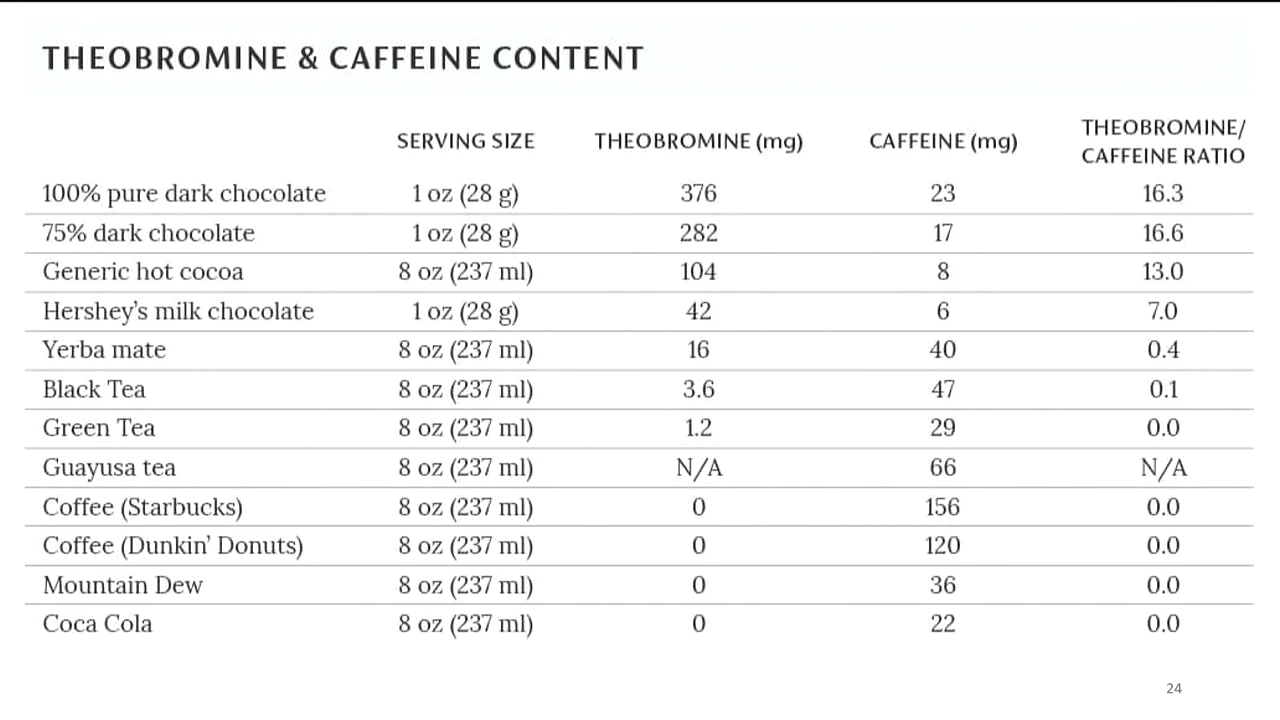 THEOBROMINE & CAFFEINE CONTENT
SERVING SIZE THEOBROMINE (mg) CAFFEINE (mg) THEOBROMINE/
CAFFEINE RATIO
100% pure dark chocolate 1 oz (28 g) 376 23 16.3
75% dark chocolate 1 oz (28 g) 282 17 16.6
Generic hot cocoa 8 oz (237 ml) 104 8 13.0
Hershey's milk chocolate 1 oz (28 g) 42 6 7.0
Yerba mate 8 oz (237 ml) 16 40 0.4
Black Tea 8 oz (237 ml) 3.6 47 0.1
Green Tea 8 oz (237 ml) 1.2 29 0.0
Guayusa tea 8 oz (237 ml) N/A 66 N/A
Coffee (Starbucks) 8 oz (237 ml) 0 156 0.0
Coffee (Dunkin’ Donuts) 8 oz (237 ml) 0 120 0.0
Mountain Dew 8 oz (237 ml) 0 36 0.0
Coca Cola 8 oz (237 ml) 0 22 0.0
24